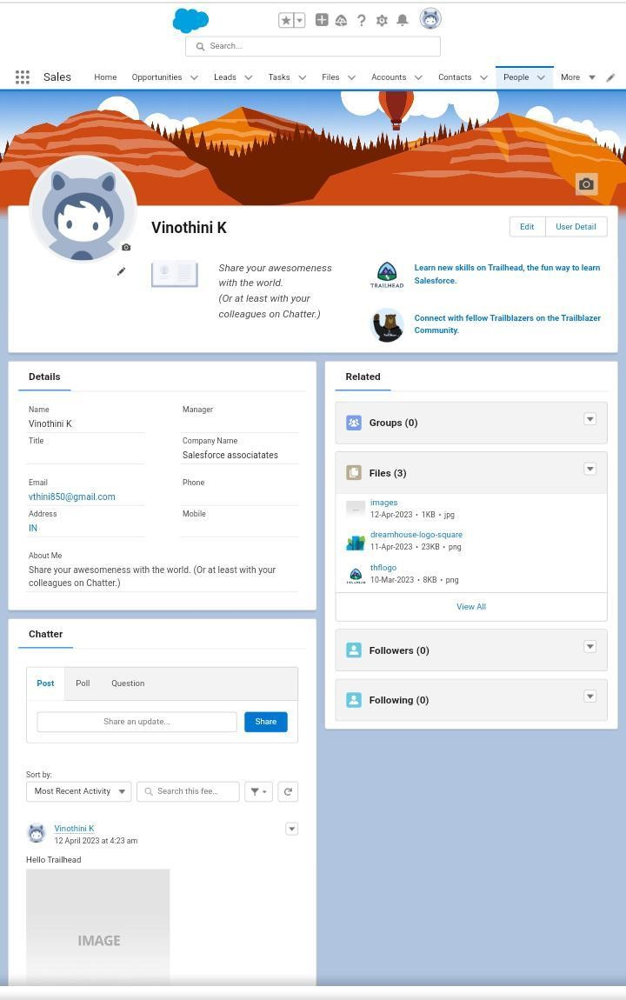 Search...
Sales
Home
Opportunities
Leads
Tasks
Files
Accounts
Contacts
People
More
Vinothini K
Edit
User Detail
Share your awesomeness
with the world.
(Or at least with your
colleagues on Chatter.)
TRAILHEAD
Learn new skills on Trailhead, the fun way to learn
Salesforce.
Connect with fellow Trailblazers on the Trailblazer
Community.
Details
Name
Vinothini K
Manager
Title
Company Name
Salesforce associatates
Email
vthini850@gmail.com
Phone
Address
IN
Mobile
About Me
Share your awesomeness with the world. (Or at least with your
colleagues on Chatter.)
Related
Groups (0)
Files (3)
images
12-Apr-2023 • 1KB • jpg
dreamhouse-logo-square
11-Apr-2023 • 23KB • png
thflogo
10-Mar-2023 • 8KB • png
View All
Followers (0)
Following (0)
Chatter
Post
Poll
Question
Share an update...
Share
Sort by:
Most Recent Activity
Search this fee...
Vinothini K
12 April 2023 at 4:23 am
Hello Trailhead
IMAGE